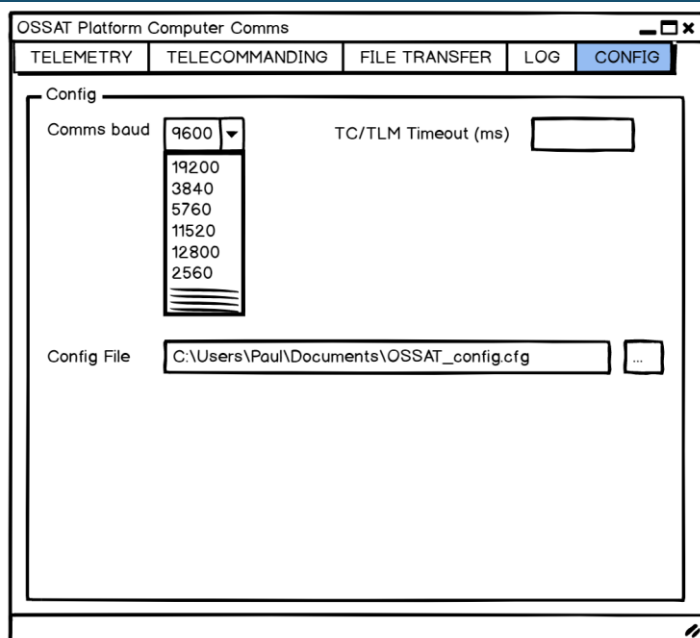 OSSAT Platform Computer Comms
TELEMETRY TELECOMMANDING FILE TRANSFER LOG CONFIG
Config
Comms baud 9600 TC/TLM Timeout (ms)
19200
3840
5760
11520
12800
2560
Config File C:\Users\Paul\Documents\OSSAT_config.cfg ...